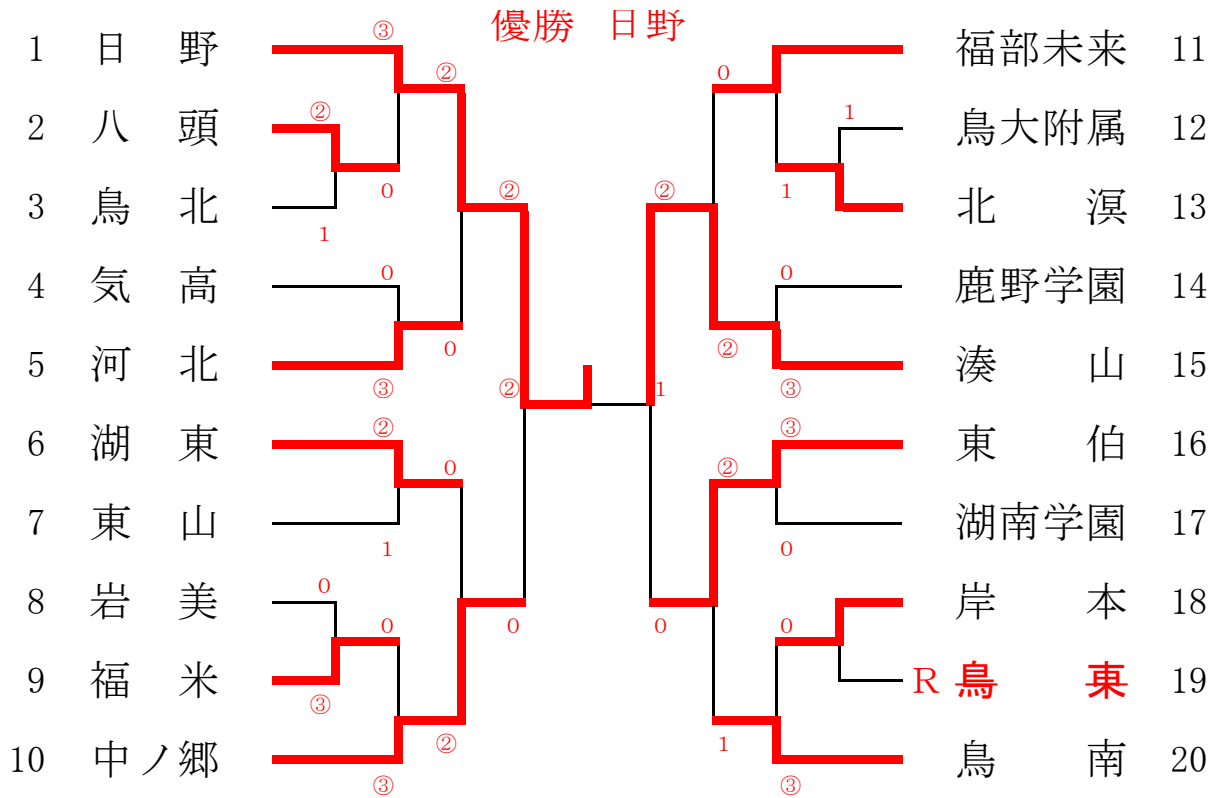 優勝 日野
③
1 日 野
福部未来 11
②
0
②
1
2 八 頭
鳥大附属 12
0
②
②
1
3 鳥 北
北 溟 13
1
0
0
4 気 高
鹿野学園 14
0
②
5 河 北
湊 山 15
③
②
1
③
②
③
6 湖 東
東 伯 16
0
②
7 東 山
湖南学園 17
1
0
0
8 岩 美
岸 本 18
0
0
0
0
9 福 米
R 鳥 東 19
③
②
1
10 中ノ郷
鳥 南 20
③
③